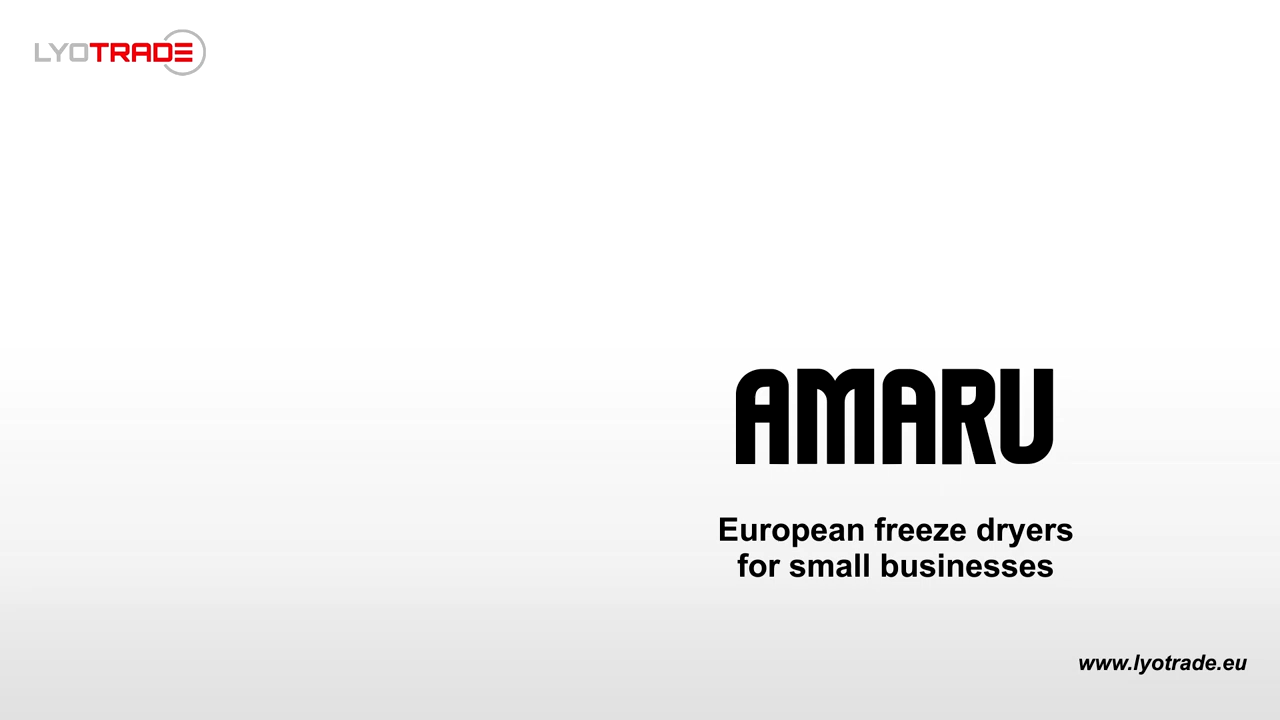 LYOTRADE
AMARU
European freeze dryers
for small businesses
www.lyotrade.eu